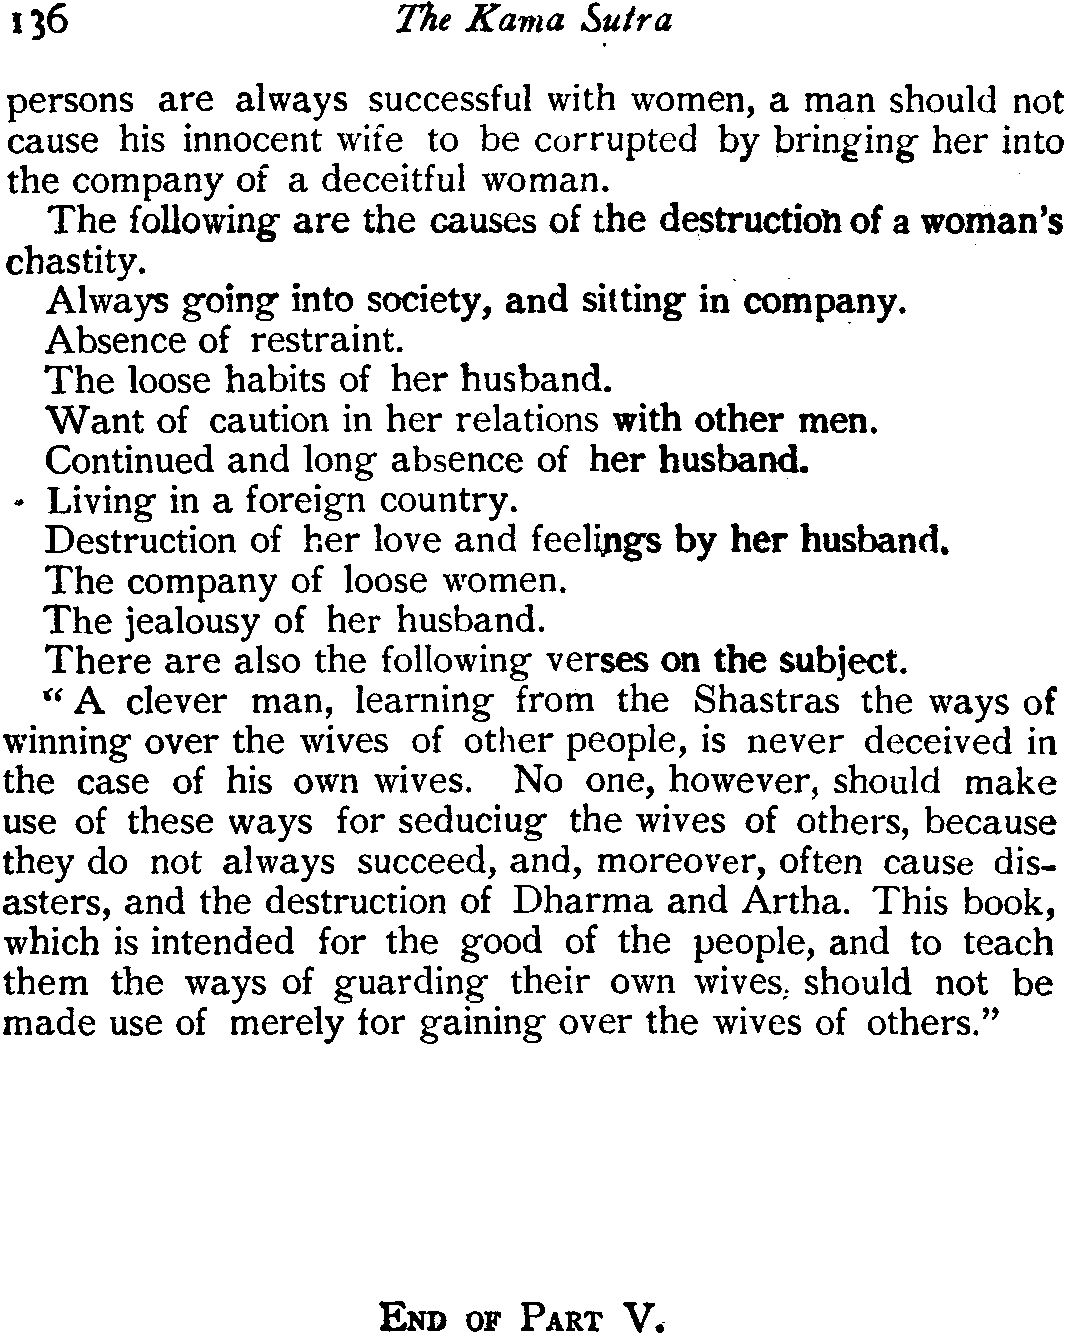 136 The Kama Sutra
persons are always successful with women, a man should not
cause his innocent wife to be corrupted by bringing her into
the company of a deceitful woman.
The following are the causes of the destruction of a woman's
chastity.
Always going into society, and sitting in company.
Absence of restraint.
The loose habits of her husband.
Want of caution in her relations with other men.
Continued and long absence of her husband.
Living in a foreign country.
Destruction of her love and feelings by her husband.
The company of loose women.
The jealousy of her husband.
There are also the following verses on the subject.
“ A clever man, learning from the Shastras the ways of
winning over the wives of other people, is never deceived in
the case of his own wives. No one, however, should make
use of these ways for seduciug the wives of others, because
they do not always succeed, and, moreover, often cause dis-
asters, and the destruction of Dharma and Artha. This book,
which is intended for the good of the people, and to teach
them the ways of guarding their own wives, should not be
made use of merely for gaining over the wives of others.”
END OF PART V.